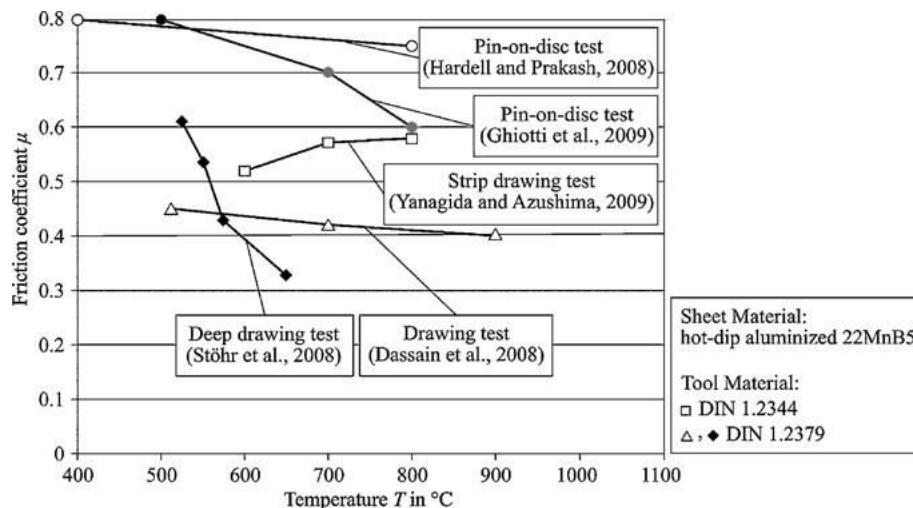 0.8
0.7
0.6
0.5
0.4
0.3
0.2
0.1
0
Friction coefficient μ
400
500
600
700
800
900
1000
1100
Temperature T in °C
Pin-on-disc test
(Hardell and Prakash, 2008)
Pin-on-disc test
(Ghiotti et al., 2009)
Strip drawing test
(Yanagida and Azushima, 2009)
Deep drawing test
(Stöhr et al., 2008)
Drawing test
(Dassain et al., 2008)
Sheet Material:
hot-dip aluminized 22MnB5
Tool Material:
□ DIN 1.2344
△ , ◆ DIN 1.2379